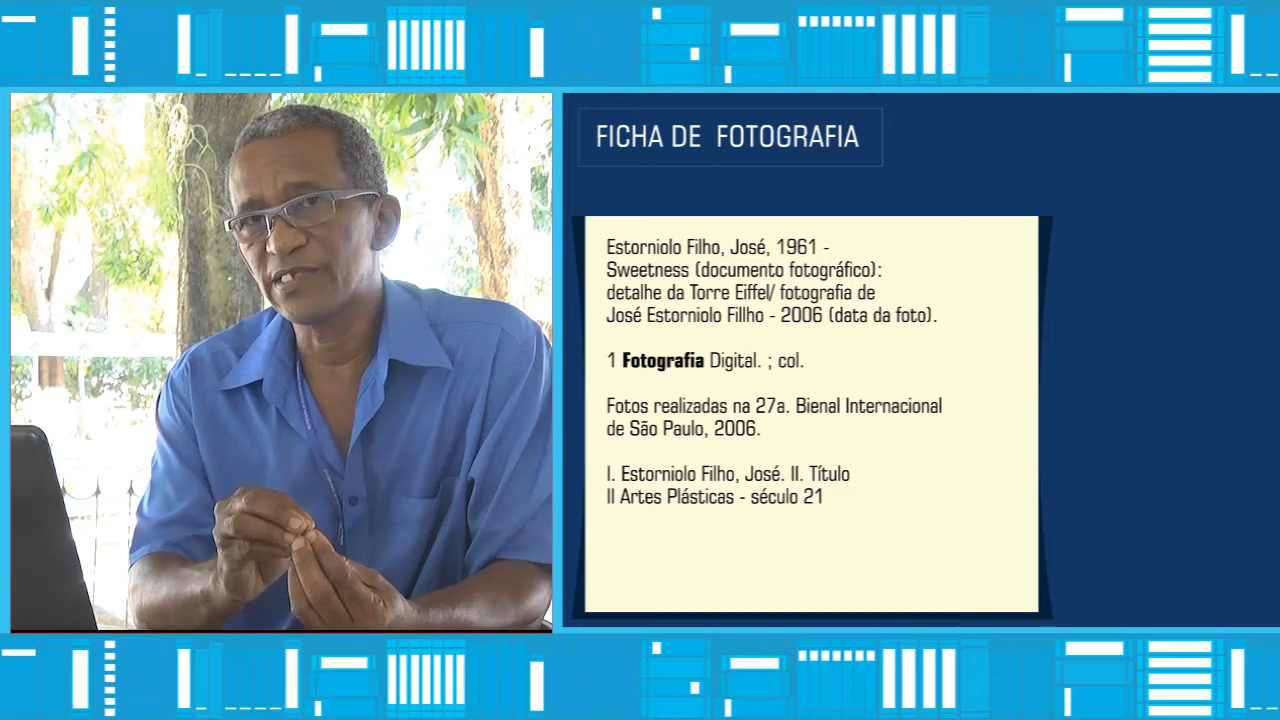 FICHA DE FOTOGRAFIA
Estorniolo Filho, José, 1961 -
Sweetness (documento fotográfico):
detalhe da Torre Eiffel/ fotografia de
José Estorniolo Fillho - 2006 (data da foto).
1 Fotografia Digital. ; col.
Fotos realizadas na 27a. Bienal Internacional
de São Paulo, 2006.
I. Estorniolo Filho, José. II. Título
II Artes Plásticas - século 21